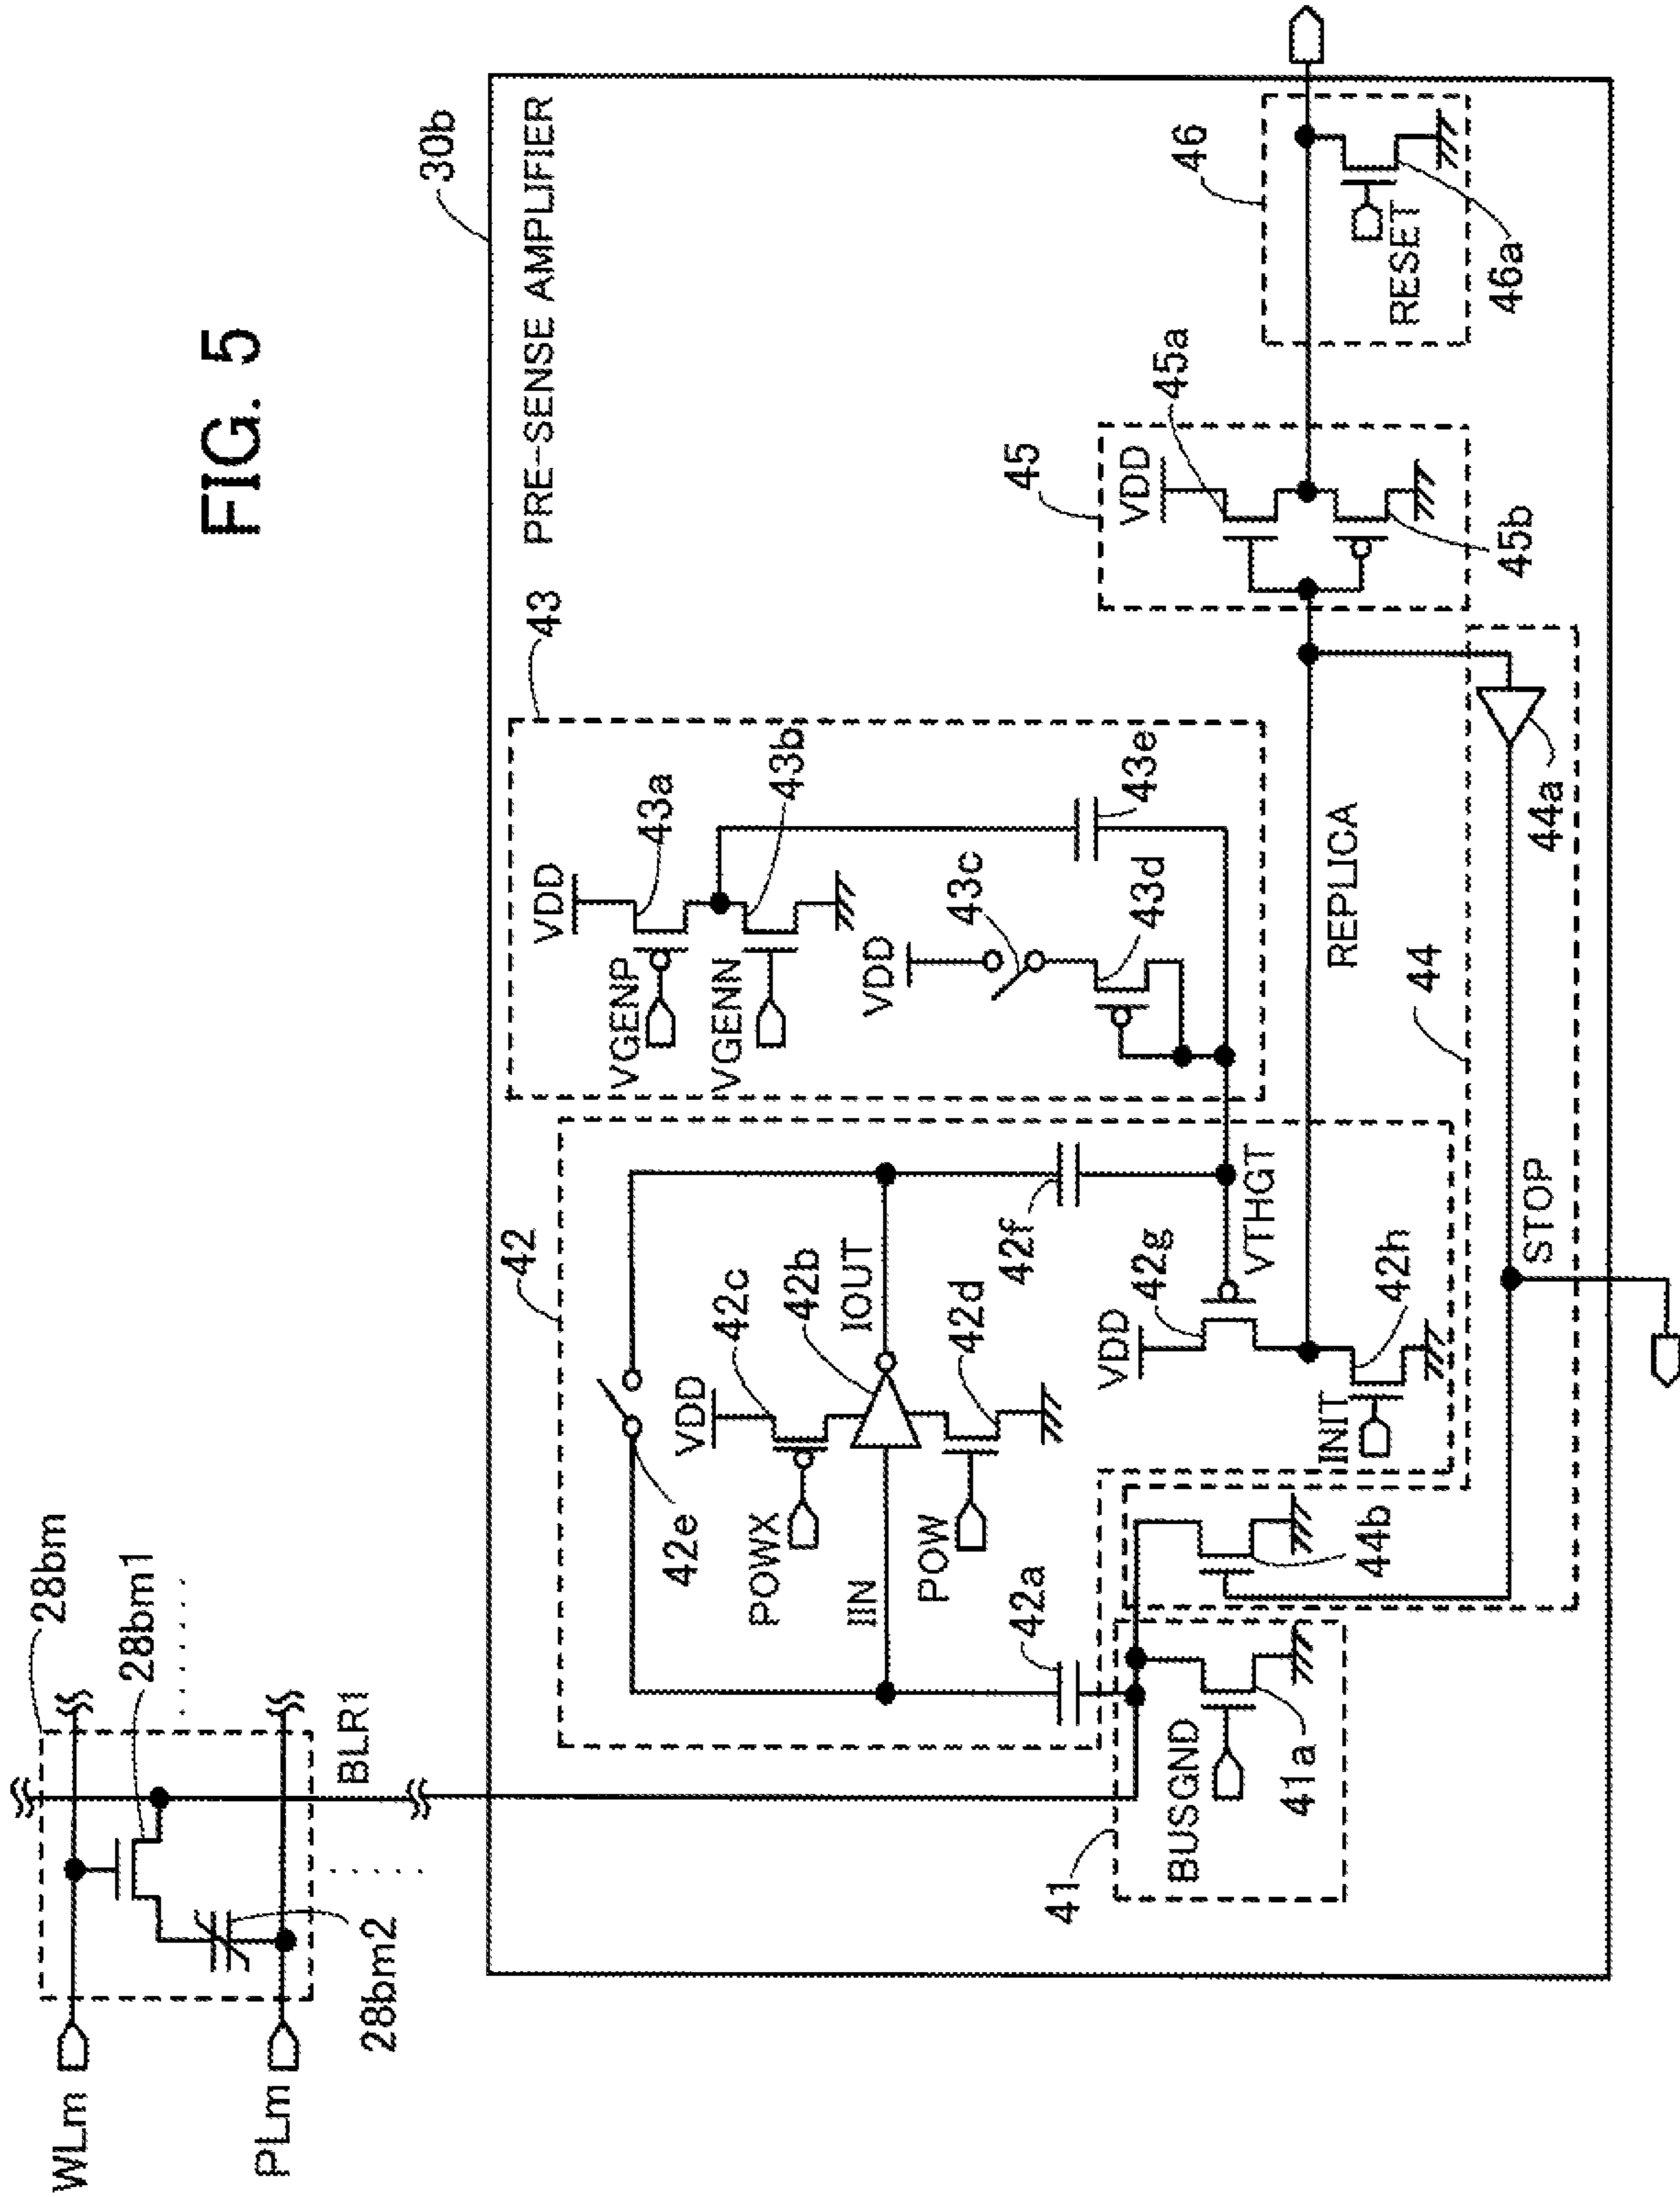 FIG. 5
28bm
WLm
28bm1
PLm
28bm2
BLR1
30b
PRE-SENSE AMPLIFIER
42
43
42e
VDD
42c
POWX
42b
IIN
IOUT
POW
42d
42a
42f
VDD
43a
VGENP
VGENN
43b
VDD
43c
43d
43e
41
BUSGND
41a
44b
VDD
42g
VTHGT
INIT
42h
REPLICA
44
STOP
44a
45
VDD
45a
45b
46
RESET
46a